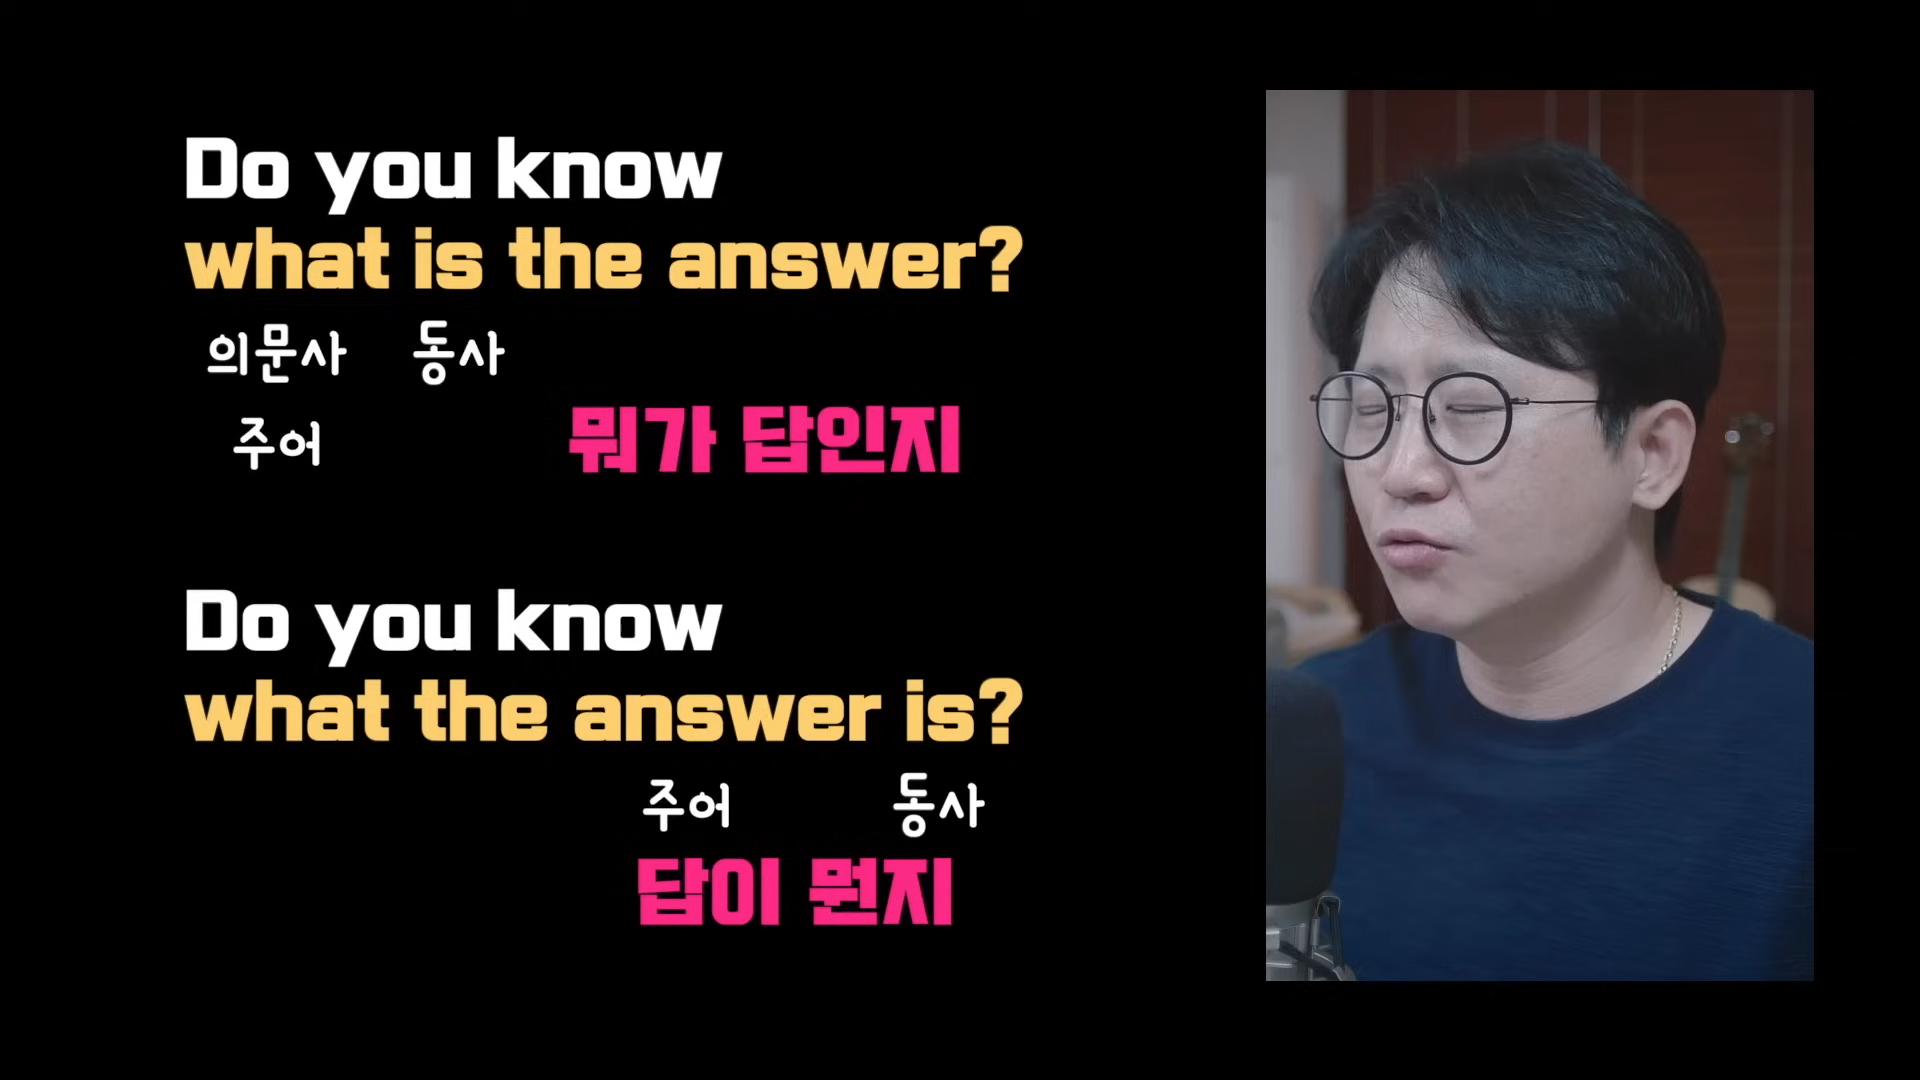 Do you know
what is the answer?
의문사 동사
주어 뭐가 답인지
Do you know
what the answer is?
주어 동사
답이 뭔지